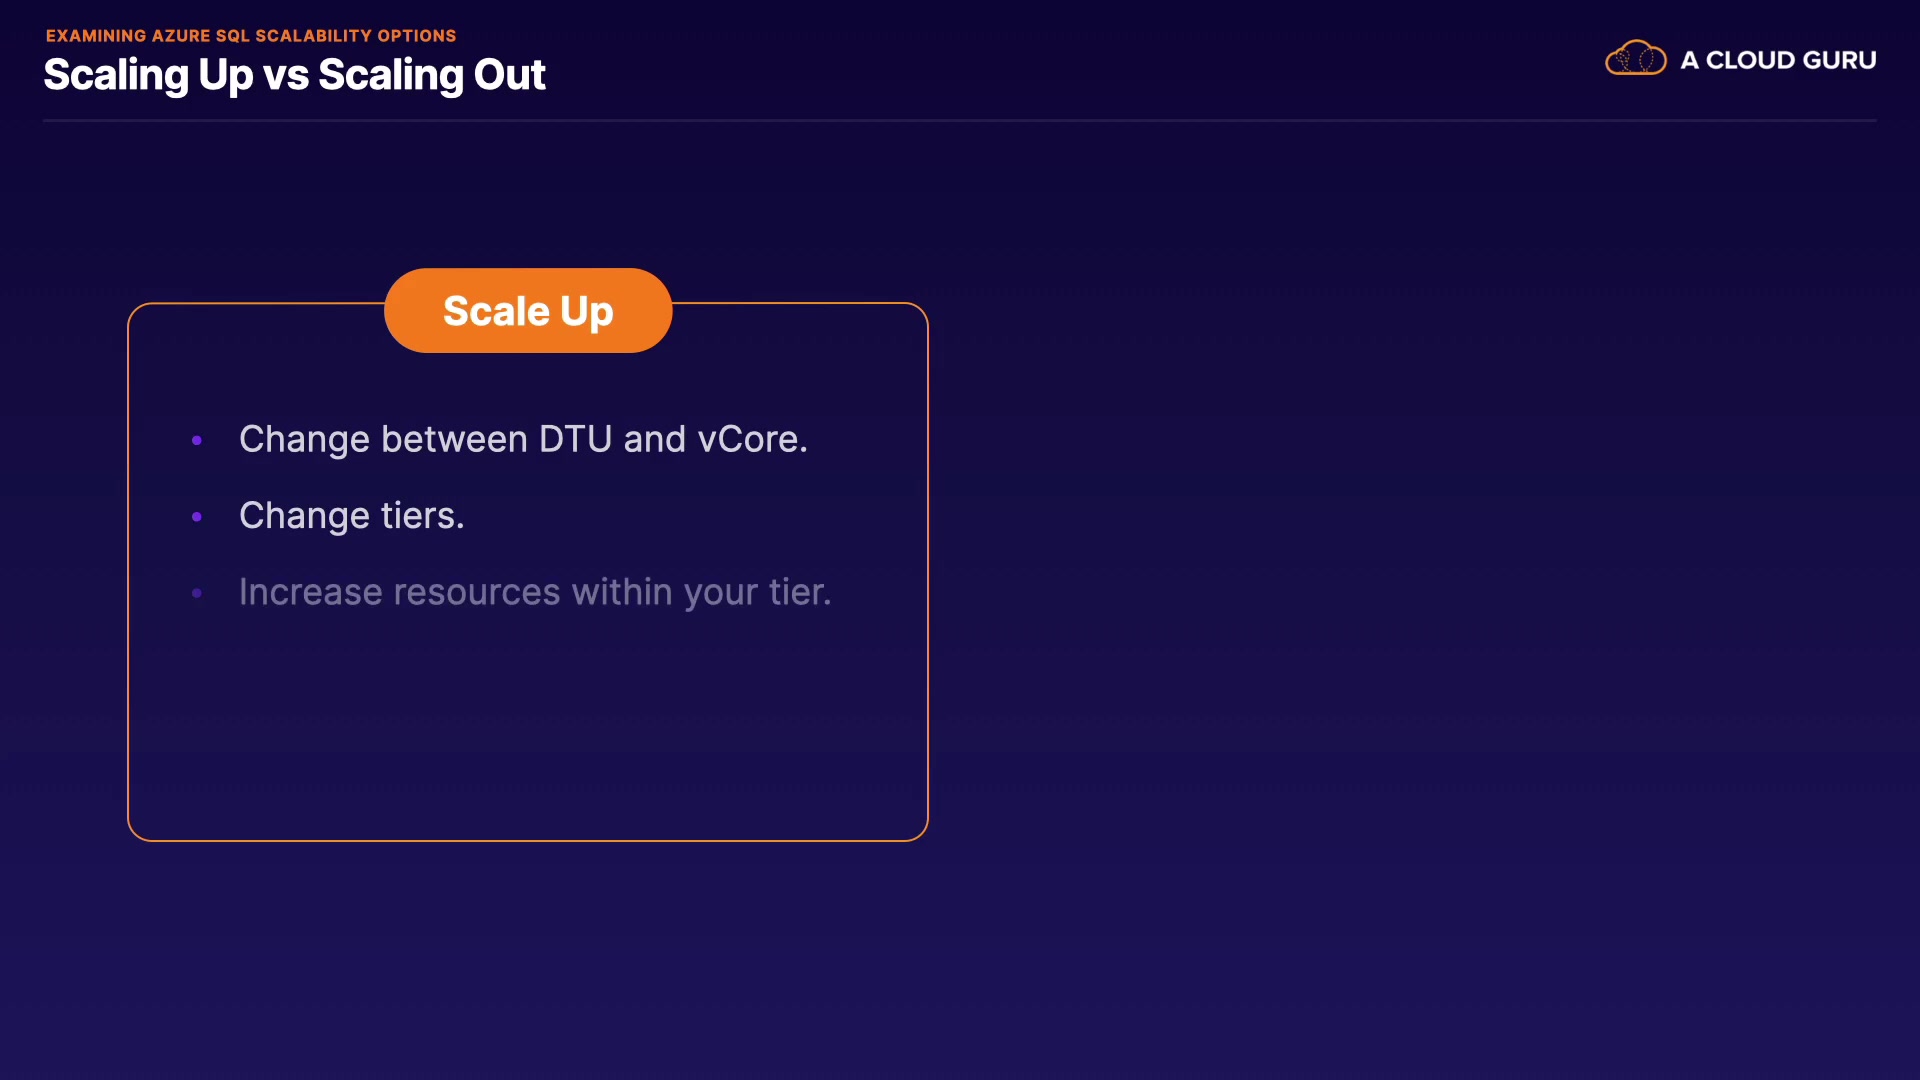 EXAMINING AZURE SQL SCALABILITY OPTIONS
Scaling Up vs Scaling Out
A CLOUD GURU
Scale Up
• Change between DTU and vCore.
• Change tiers.
• Increase resources within your tier.